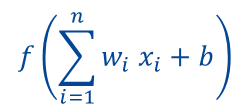 f(∑_{i=1}^{n} w_i x_i + b)